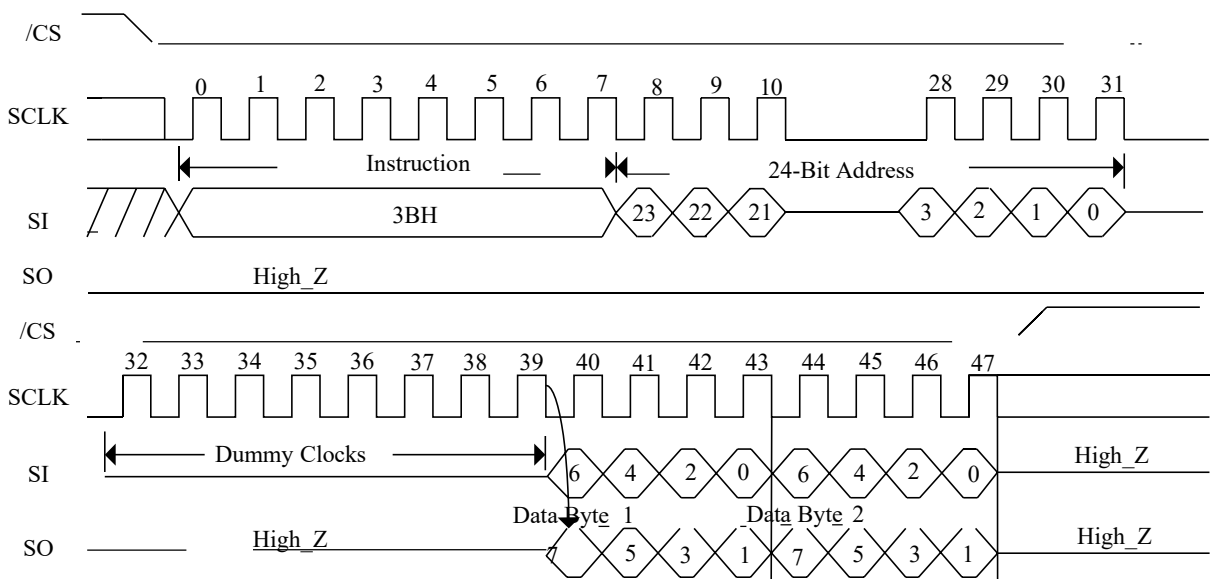 /CS
0 1 2 3 4 5 6 7 8 9 10 28 29 30 31
SCLK
Instruction 24-Bit Address
SI 3BH 23 22 21 3 2 1 0
SO High_Z
/CS
32 33 34 35 36 37 38 39 40 41 42 43 44 45 46 47
SCLK
Dummy Clocks
SI 6 4 2 0 6 4 2 0 High_Z
Data Byte 1 Data Byte 2
SO High_Z 7 5 3 1 7 5 3 1 High_Z